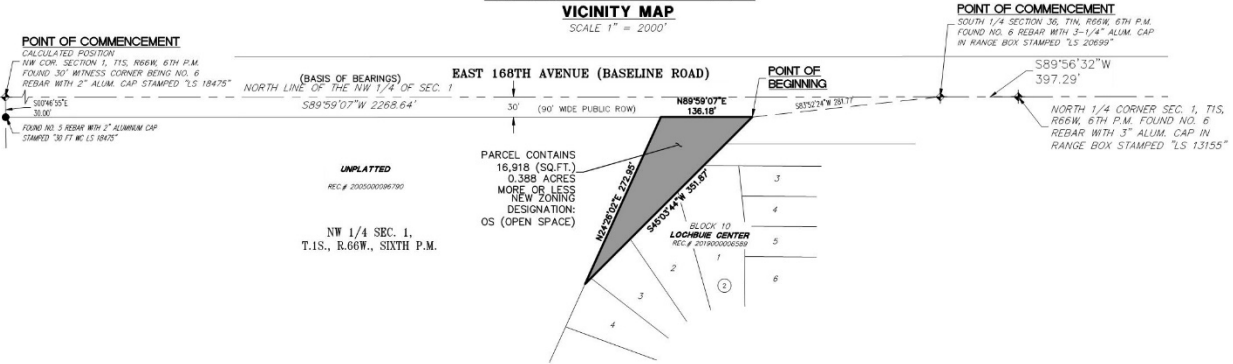 VICINITY MAP
SCALE 1" = 2000'
POINT OF COMMENCEMENT
CALCULATED POSITION
NW COR. SECTION 1, T1S, R66W, 6TH P.M.
FOUND 30' WITNESS CORNER BEING NO. 6
REBAR WITH 2" ALUM. CAP STAMPED "LS 18475"
S00°46'55"E
30.00'
FOUND NO. 5 REBAR WITH 2" ALUMINUM CAP
STAMPED "30 FT WC LS 18475"
(BASIS OF BEARINGS)
NORTH LINE OF THE NW 1/4 OF SEC. 1
S89°59'07"W 2268.64'
EAST 168TH AVENUE (BASELINE ROAD)
30'
(90' WIDE PUBLIC ROW)
N89°59'07"E
136.18'
POINT OF
BEGINNING
S83°52'24"W 281.77'
POINT OF COMMENCEMENT
SOUTH 1/4 SECTION 36, T1N, R66W, 6TH P.M.
FOUND NO. 6 REBAR WITH 3-1/4" ALUM. CAP
IN RANGE BOX STAMPED "LS 20699"
S89°56'32"W
397.29'
NORTH 1/4 CORNER SEC. 1, T1S,
R66W, 6TH P.M. FOUND NO. 6
REBAR WITH 3" ALUM. CAP IN
RANGE BOX STAMPED "LS 13155"
UNPLATTED
REC.# 2005000096790
NW 1/4 SEC. 1,
T.1S., R.66W., SIXTH P.M.
PARCEL CONTAINS
16,918 (SQ.FT.)
0.388 ACRES
MORE OR LESS
NEW ZONING
DESIGNATION:
OS (OPEN SPACE)
N24°26'02"E 272.95'
S45°03'44"W 351.87'
BLOCK 10
LOCHBUIE CENTER
REC.# 2019000006589
1
2
3
4
3
4
5
6
2